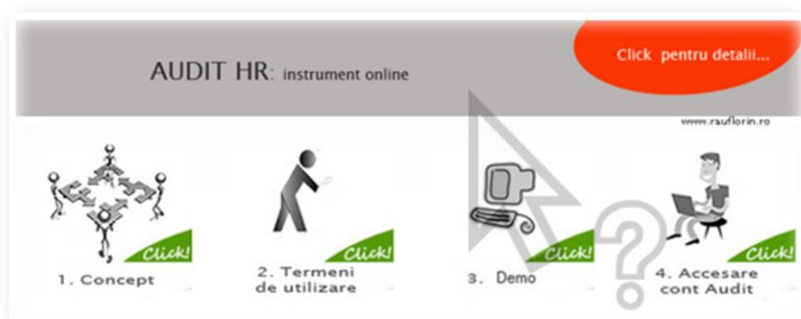 AUDIT HR: instrument online
Click pentru detalii...
www.rauflorin.ro
Click!
Click!
Click!
Click!
1. Concept
2. Termeni
de utilizare
3. Demo
4. Accesare
cont Audit
?